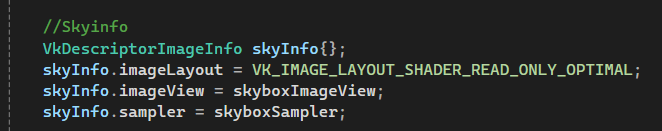 //Skyinfo
VkDescriptorImageInfo skyInfo{};
skyInfo.imageLayout = VK_IMAGE_LAYOUT_SHADER_READ_ONLY_OPTIMAL;
skyInfo.imageView = skyboxImageView;
skyInfo.sampler = skyboxSampler;